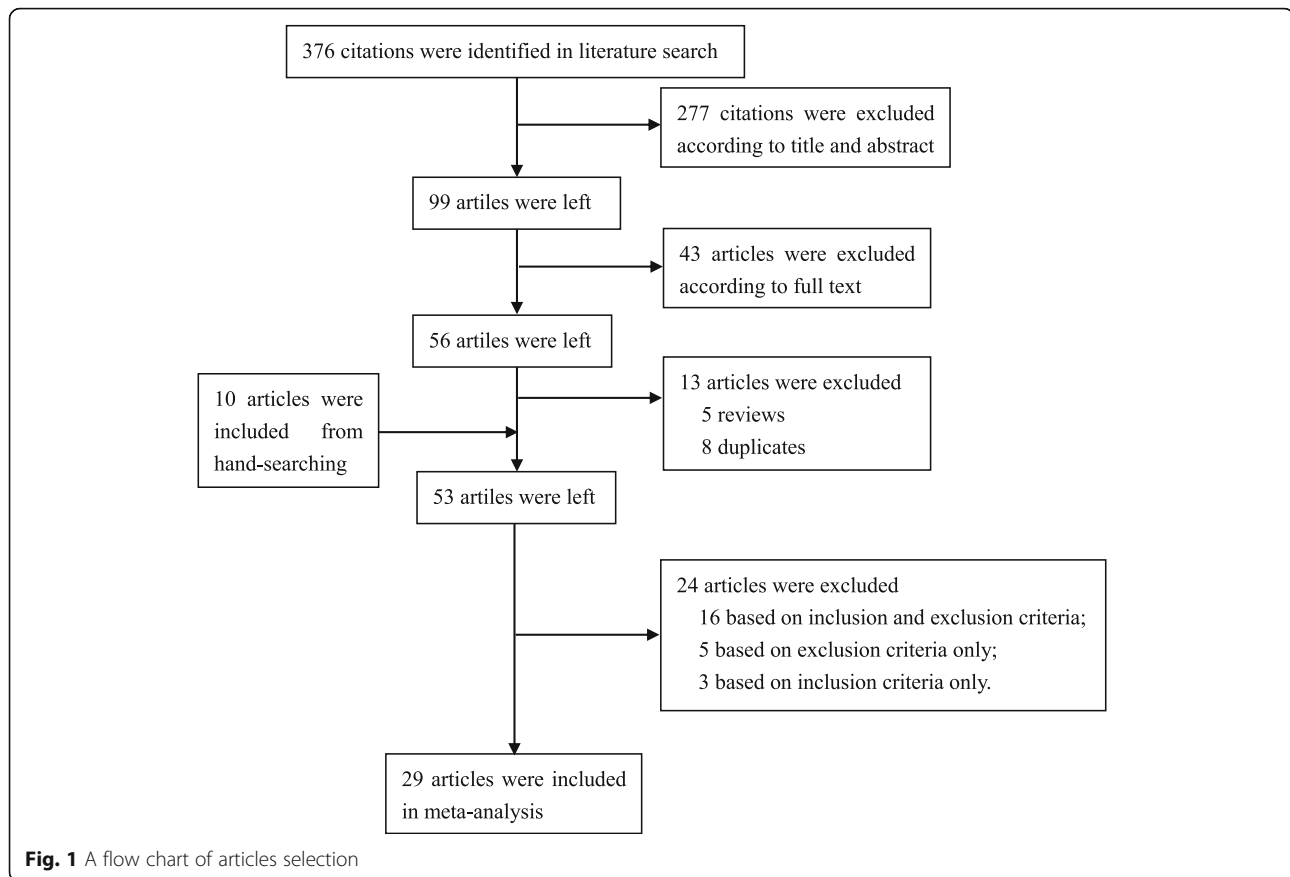 376 citations were identified in literature search
277 citations were excluded
according to title and abstract
99 artiles were left
43 articles were excluded
according to full text
56 artiles were left
10 articles were
included from
hand-searching
13 articles were excluded
5 reviews
8 duplicates
53 artiles were left
24 articles were excluded
16 based on inclusion and exclusion criteria;
5 based on exclusion criteria only;
3 based on inclusion criteria only.
29 articles were included
in meta-analysis
Fig. 1 A flow chart of articles selection